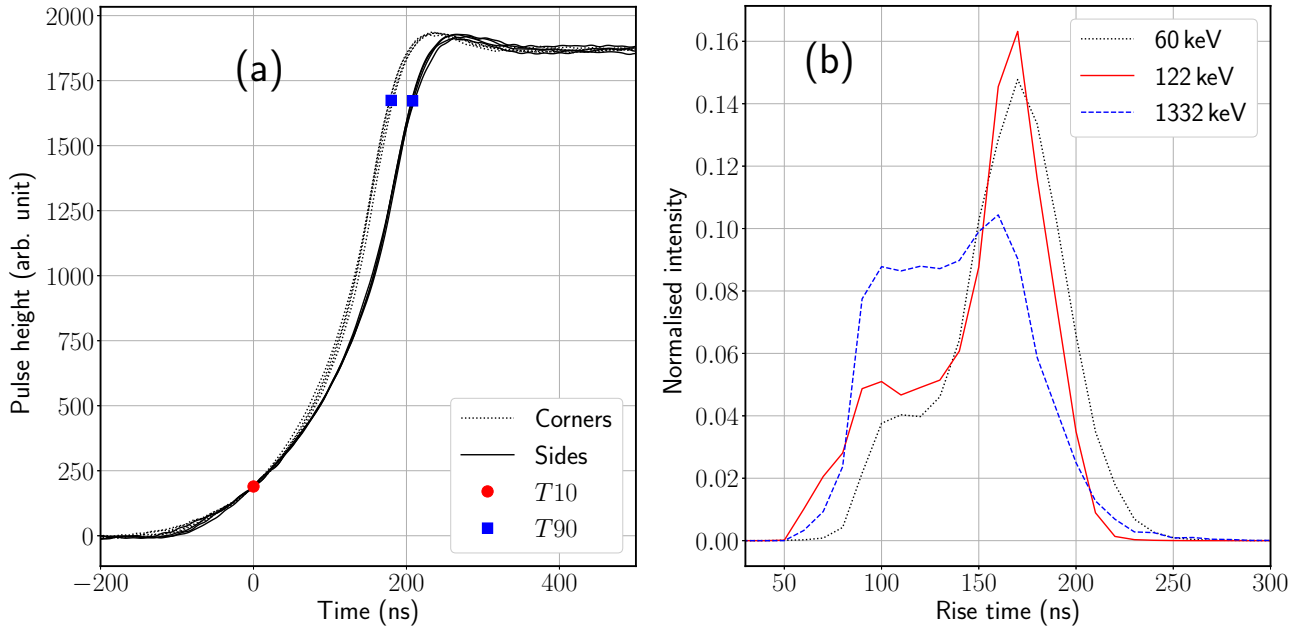 (a)
Pulse height (arb. unit)
2000
1750
1500
1250
1000
750
500
250
0
−200
0
200
400
Time (ns)
Corners
Sides
T10
T90
(b)
Normalised intensity
0.16
0.14
0.12
0.10
0.08
0.06
0.04
0.02
0.00
50
100
150
200
250
300
Rise time (ns)
60 keV
122 keV
1332 keV